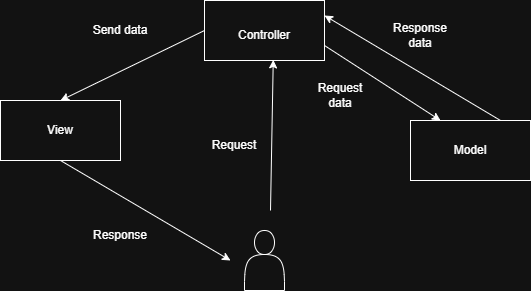 Send data
Controller
Response
data
Request
data
View
Request
Model
Response